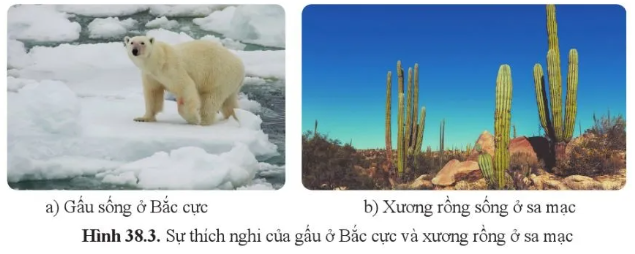 a) Gấu sống ở Bắc cực
b) Xương rồng sống ở sa mạc
Hình 38.3. Sự thích nghi của gấu ở Bắc cực và xương rồng ở sa mạc